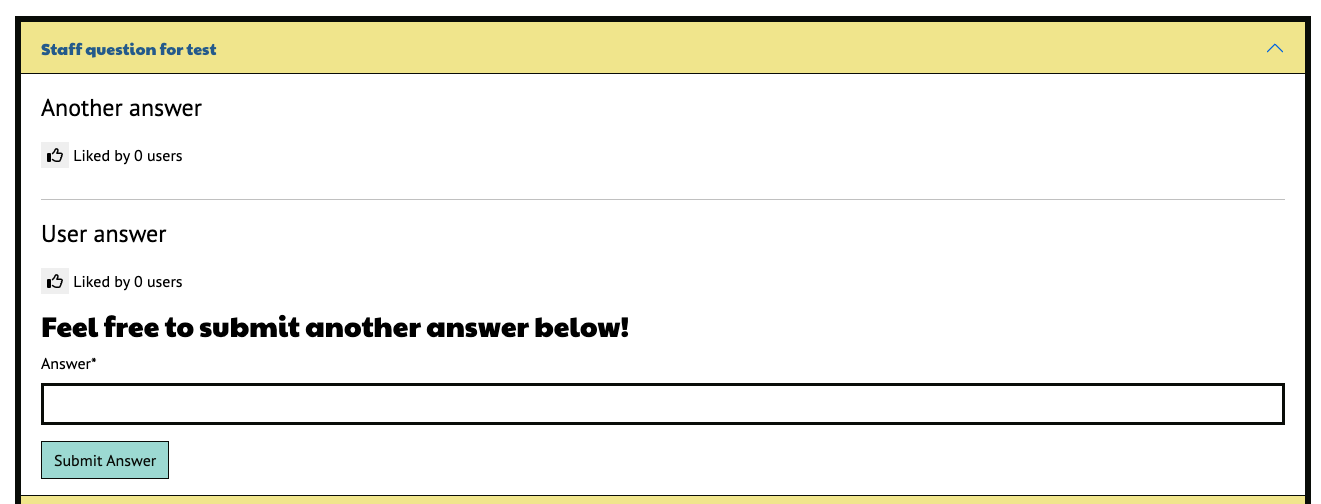 Staff question for test
Another answer
Liked by 0 users
User answer
Liked by 0 users
Feel free to submit another answer below!
Answer*
Submit Answer